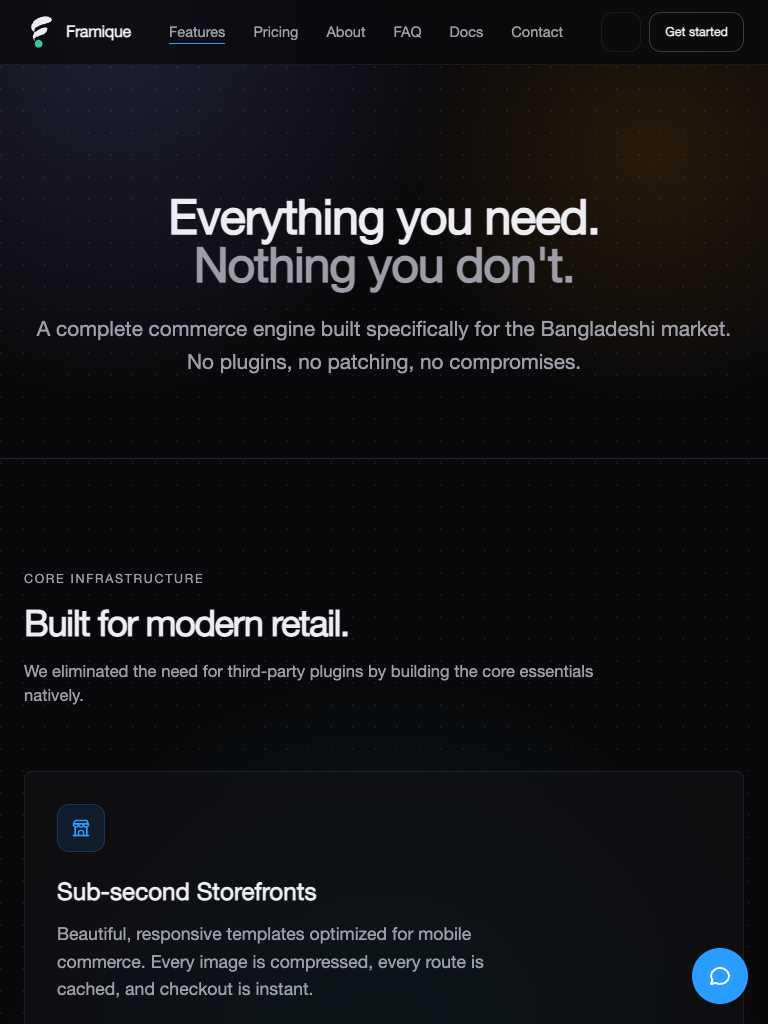 Framique
Features
Pricing
About
FAQ
Docs
Contact
Get started
Everything you need.
Nothing you don't.
A complete commerce engine built specifically for the Bangladeshi market.
No plugins, no patching, no compromises.
CORE INFRASTRUCTURE
Built for modern retail.
We eliminated the need for third-party plugins by building the core essentials
natively.
Sub-second Storefronts
Beautiful, responsive templates optimized for mobile
commerce. Every image is compressed, every route is
cached, and checkout is instant.